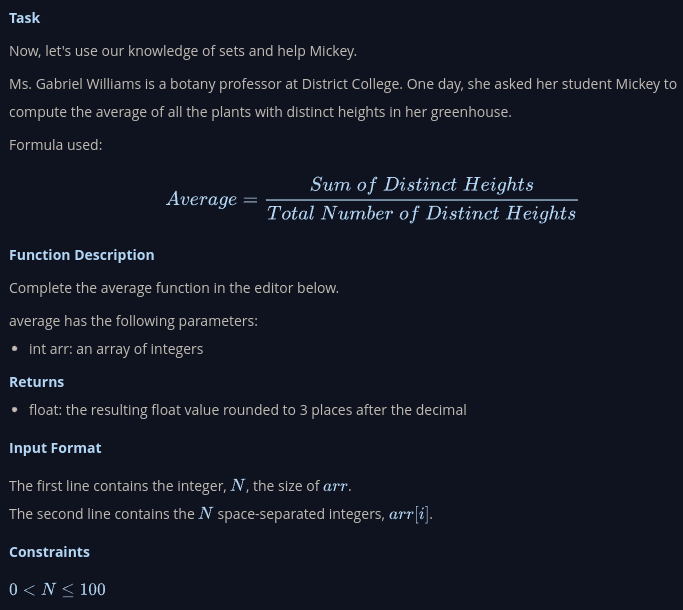 Task
Now, let's use our knowledge of sets and help Mickey.
Ms. Gabriel Williams is a botany professor at District College. One day, she asked her student Mickey to
compute the average of all the plants with distinct heights in her greenhouse.
Formula used:
Average = Sum of Distinct Heights / Total Number of Distinct Heights
Function Description
Complete the average function in the editor below.
average has the following parameters:
• int arr: an array of integers
Returns
• float: the resulting float value rounded to 3 places after the decimal
Input Format
The first line contains the integer, N, the size of arr.
The second line contains the N space-separated integers, arr[i].
Constraints
0 < N ≤ 100